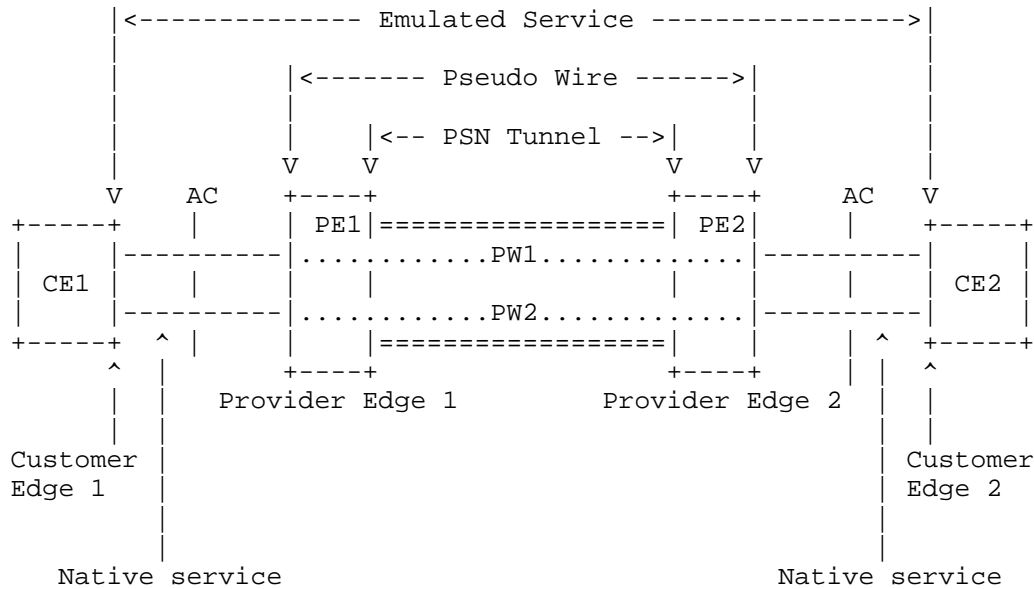 |<-------------- Emulated Service ---------------->|
|<------- Pseudo Wire ------>|
|<-- PSN Tunnel -->|
V V V V
V AC +----+ +----+ AC V
+-----+ | | PE1|==================| PE2| | +-----+
| |----------|............PW1.............|----------| |
| CE1 | | | | | | | | CE2 |
| |----------|............PW2.............|----------| |
+-----+ ^ | | |==================| | | ^ +-----+
^ | +----+ +----+ | | ^
| | Provider Edge 1 Provider Edge 2 | |
Customer | | Customer
Edge 1 | | Edge 2
Native service Native service